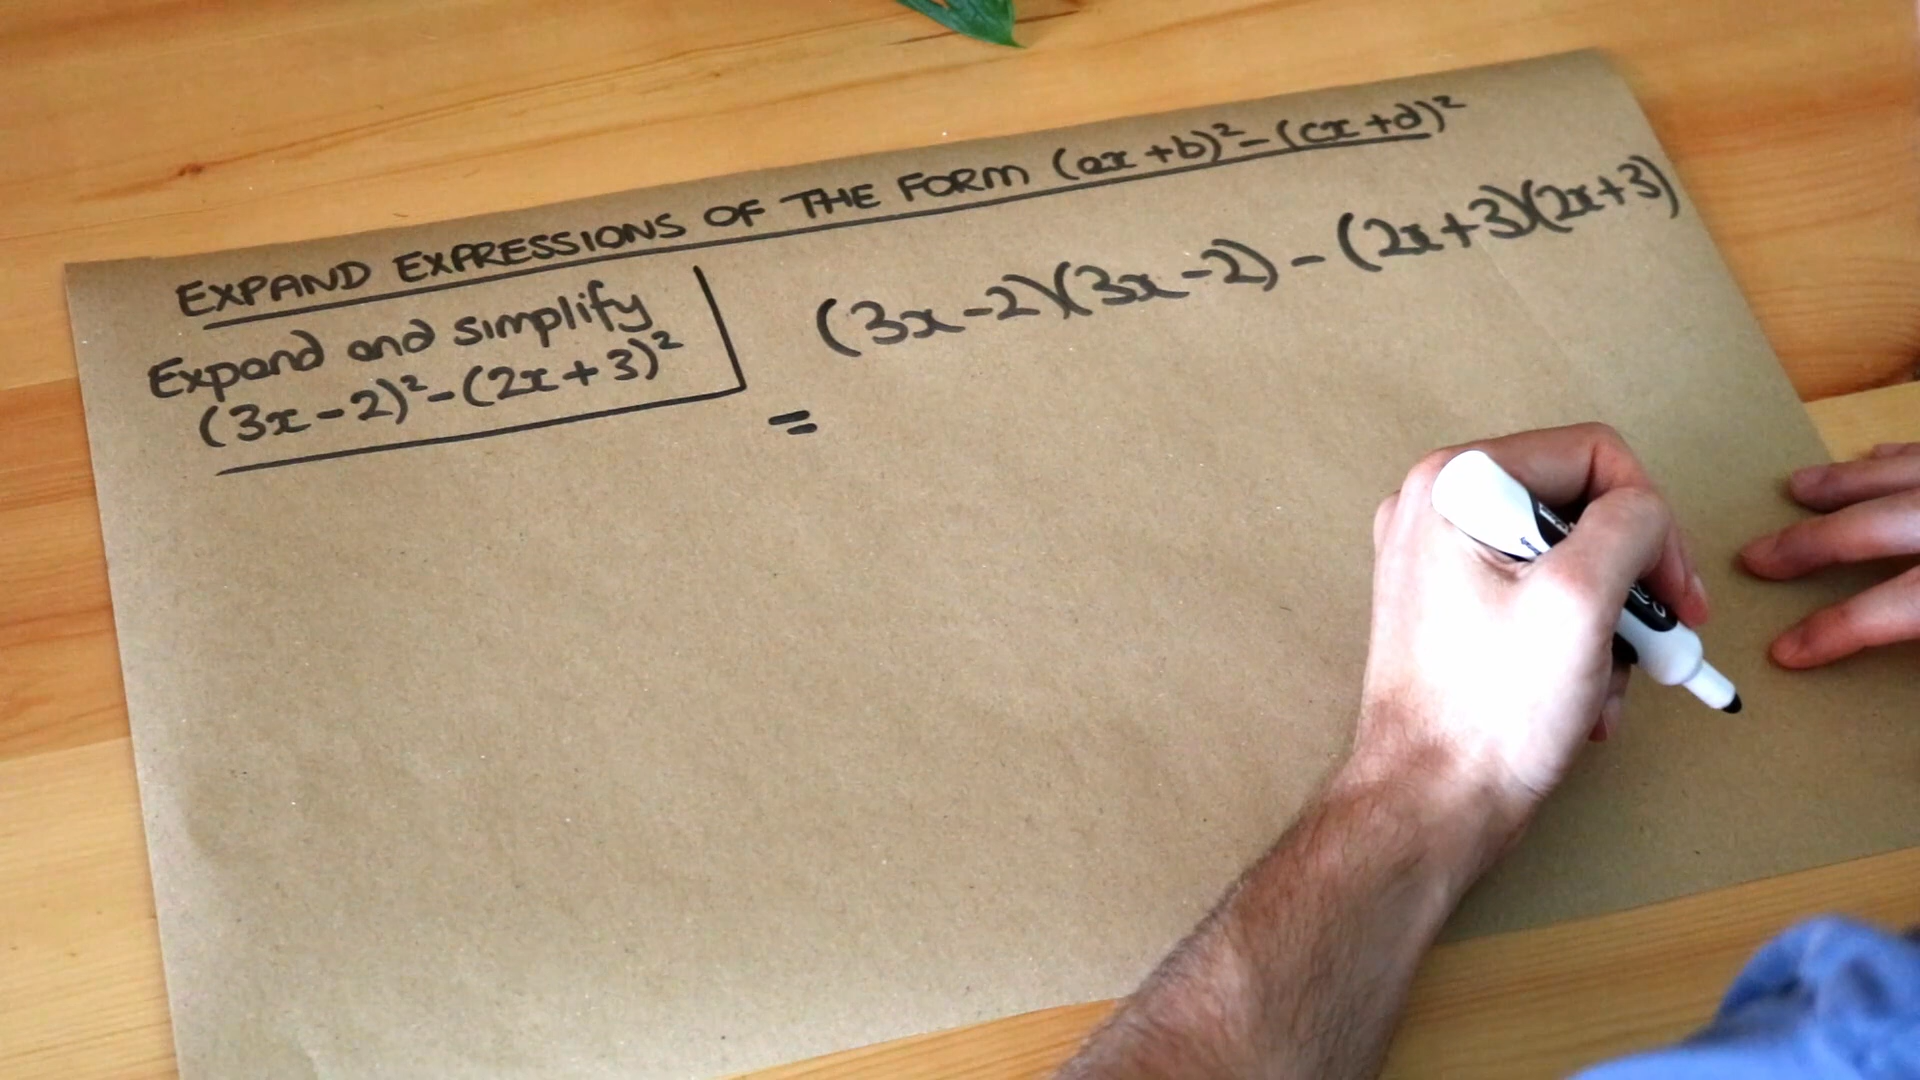 EXPAND EXPRESSIONS OF THE FORM (ax+b)²-(cx+d)²
Expand and simplify
(3x-2)²-(2x+3)²
(3x-2)(3x-2)-(2x+3)(2x+3)
=